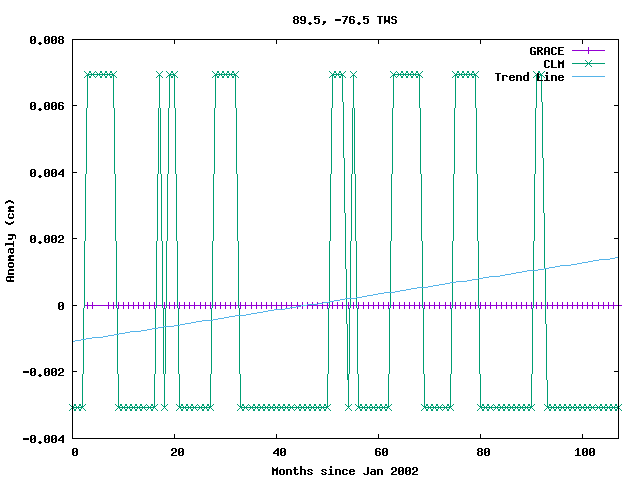 89.5, -76.5 TWS
0.008
0.006
0.004
0.002
0
-0.002
-0.004
Anomaly (cm)
GRACE
CLM
Trend Line
0 20 40 60 80 100
Months since Jan 2002